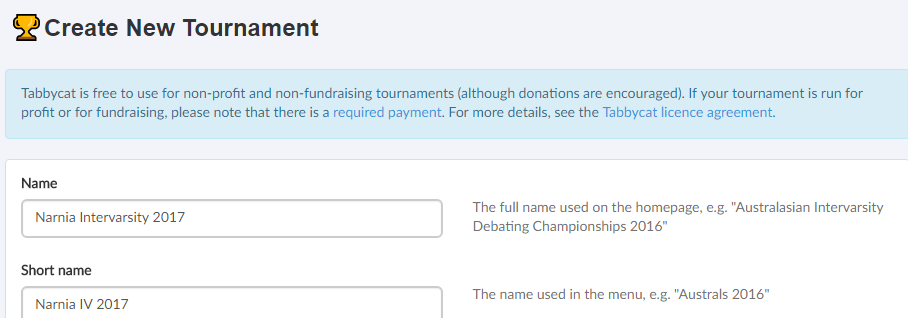 Create New Tournament
Tabbycat is free to use for non-profit and non-fundraising tournaments (although donations are encouraged). If your tournament is run for
profit or for fundraising, please note that there is a required payment. For more details, see the Tabbycat licence agreement.
Name
Narnia Intervarsity 2017
The full name used on the homepage, e.g. "Australasian Intervarsity
Debating Championships 2016"
Short name
Narnia IV 2017
The name used in the menu, e.g. "Australs 2016"